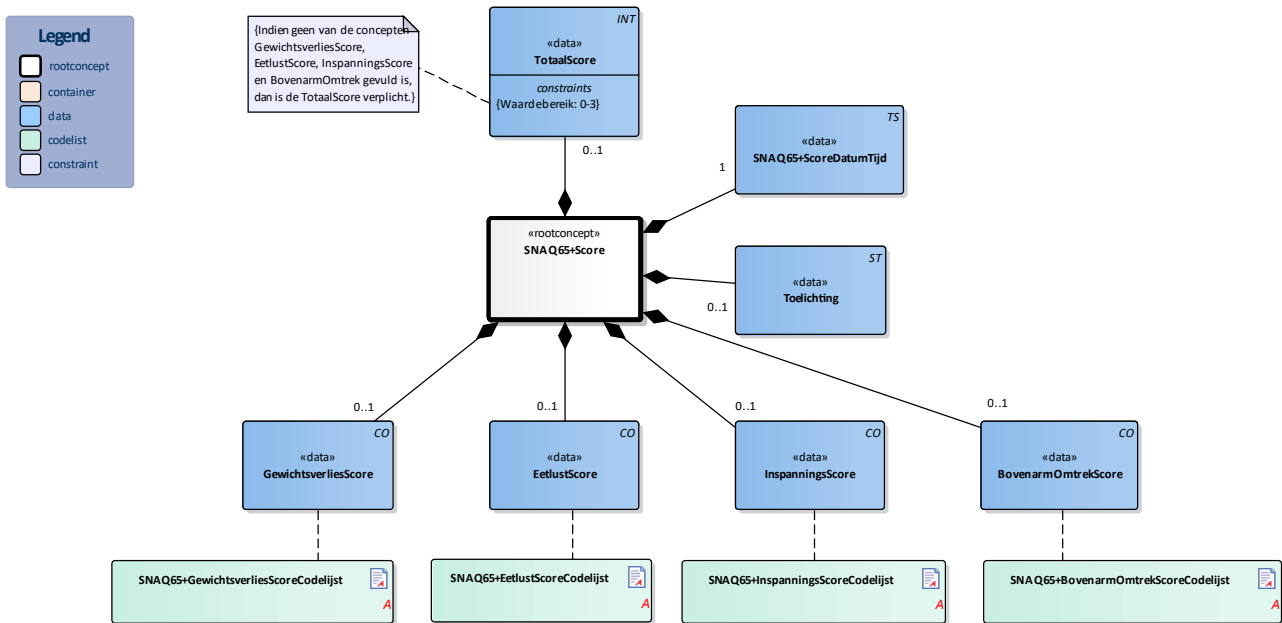 Legend
rootconcept
container
data
codelist
constraint
{Indien geen van de concepten
GewichtsverliesScore,
EetlustScore, InspanningsScore
en BovenarmOmtrek gevuld is,
dan is de TotaalScore verplicht.}
INT
«data»
TotaalScore
constraints
{Waardebereik: 0-3}
0..1
TS
«data»
SNAQ65+ScoreDatumTijd
1
«rootconcept»
SNAQ65+Score
ST
«data»
Toelichting
0..1
0..1
0..1
0..1
0..1
CO
«data»
GewichtsverliesScore
CO
«data»
EetlustScore
CO
«data»
InspanningsScore
CO
«data»
BovenarmOmtrekScore
SNAQ65+GewichtsverliesScoreCodelijst
A
SNAQ65+EetlustScoreCodelijst
A
SNAQ65+InspanningsScoreCodelijst
A
SNAQ65+BovenarmOmtrekScoreCodelijst
A